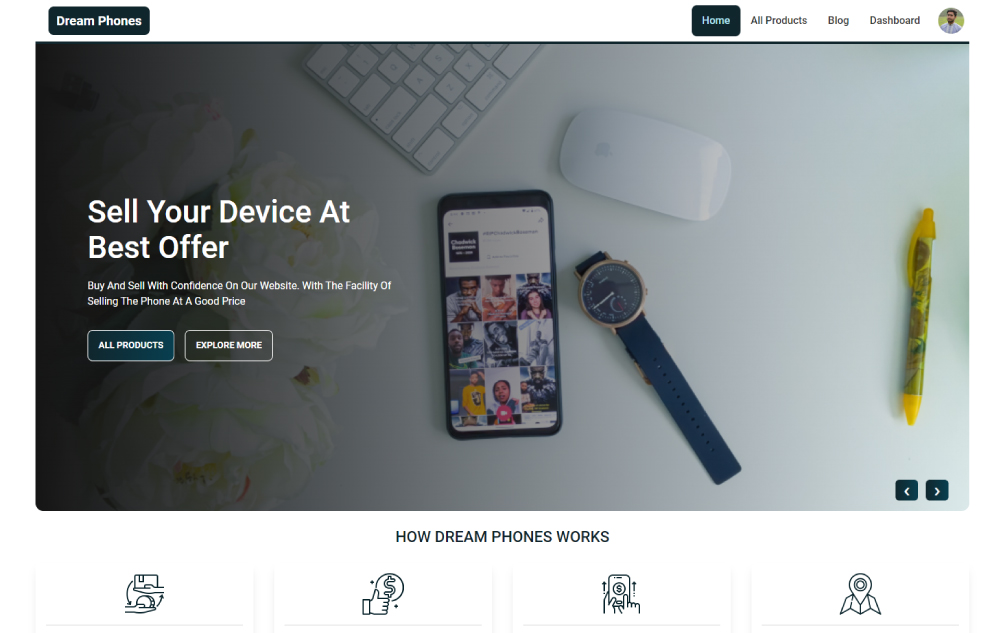 Dream Phones
Home
All Products
Blog
Dashboard
Sell Your Device At
Best Offer
Buy And Sell With Confidence On Our Website. With The Facility Of
Selling The Phone At A Good Price
ALL PRODUCTS
EXPLORE MORE
Chadwick
Boseman
HOW DREAM PHONES WORKS